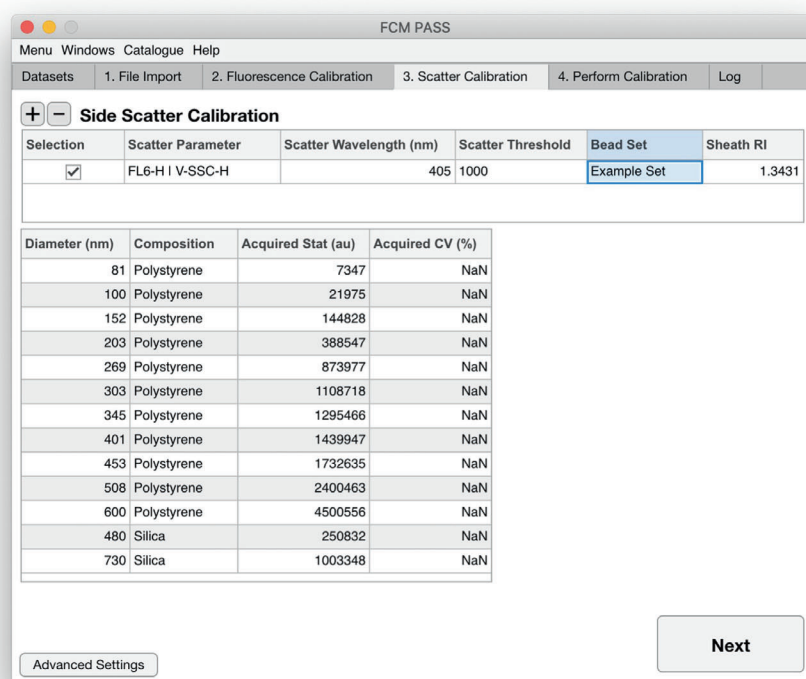 FCM PASS
Menu Windows Catalogue Help
Datasets 1. File Import 2. Fluorescence Calibration 3. Scatter Calibration 4. Perform Calibration Log
+ − Side Scatter Calibration
Selection Scatter Parameter Scatter Wavelength (nm) Scatter Threshold Bead Set Sheath RI
FL6-H I V-SSC-H 405 1000 Example Set 1.3431
Diameter (nm) Composition Acquired Stat (au) Acquired CV (%)
81 Polystyrene 7347 NaN
100 Polystyrene 21975 NaN
152 Polystyrene 144828 NaN
203 Polystyrene 388547 NaN
269 Polystyrene 873977 NaN
303 Polystyrene 1108718 NaN
345 Polystyrene 1295466 NaN
401 Polystyrene 1439947 NaN
453 Polystyrene 1732635 NaN
508 Polystyrene 2400463 NaN
600 Polystyrene 4500556 NaN
480 Silica 250832 NaN
730 Silica 1003348 NaN
Next
Advanced Settings